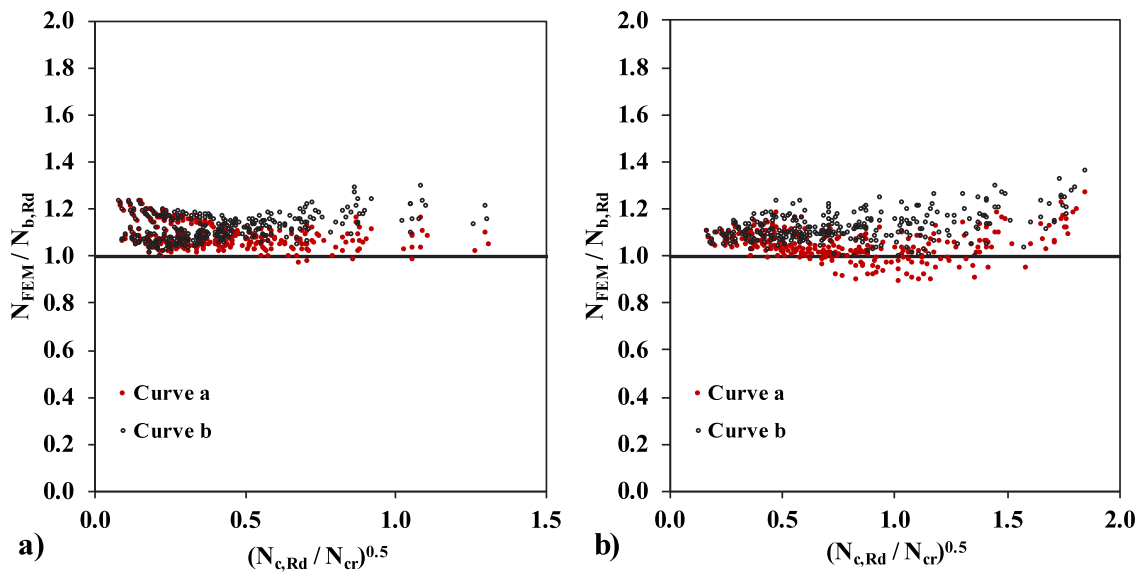 2.0
1.8
1.6
1.4
1.2
1.0
0.8
0.6
0.4
0.2
0.0
N_FEM / N_b,Rd
Curve a
Curve b
0.0 0.5 1.0 1.5
a) (N_c,Rd / N_cr)^0.5
2.0
1.8
1.6
1.4
1.2
1.0
0.8
0.6
0.4
0.2
0.0
N_FEM / N_b,Rd
Curve a
Curve b
0.0 0.5 1.0 1.5 2.0
b) (N_c,Rd / N_cr)^0.5